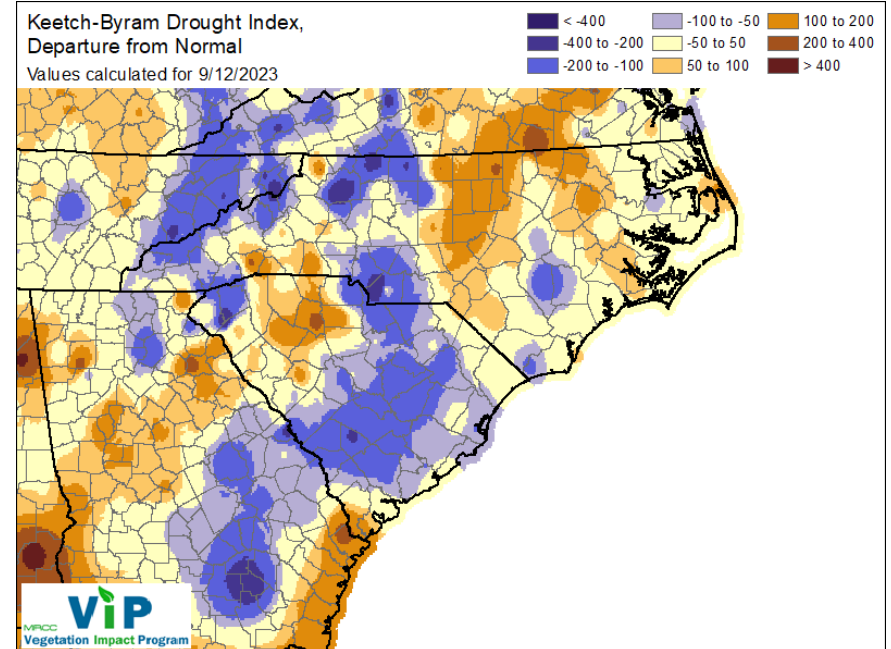 Keetch-Byram Drought Index,
Departure from Normal
Values calculated for 9/12/2023
< -400
-400 to -200
-200 to -100
-100 to -50
-50 to 50
50 to 100
100 to 200
200 to 400
> 400
MRCC ViP
Vegetation Impact Program